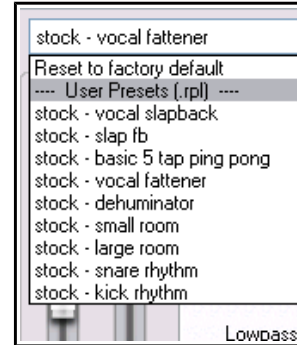 stock - vocal fattener
Reset to factory default
---- User Presets (.rpl) ----
stock - vocal slapback
stock - slap fb
stock - basic 5 tap ping pong
stock - vocal fattener
stock - dehuminator
stock - small room
stock - large room
stock - snare rhythm
stock - kick rhythm
Lowpass